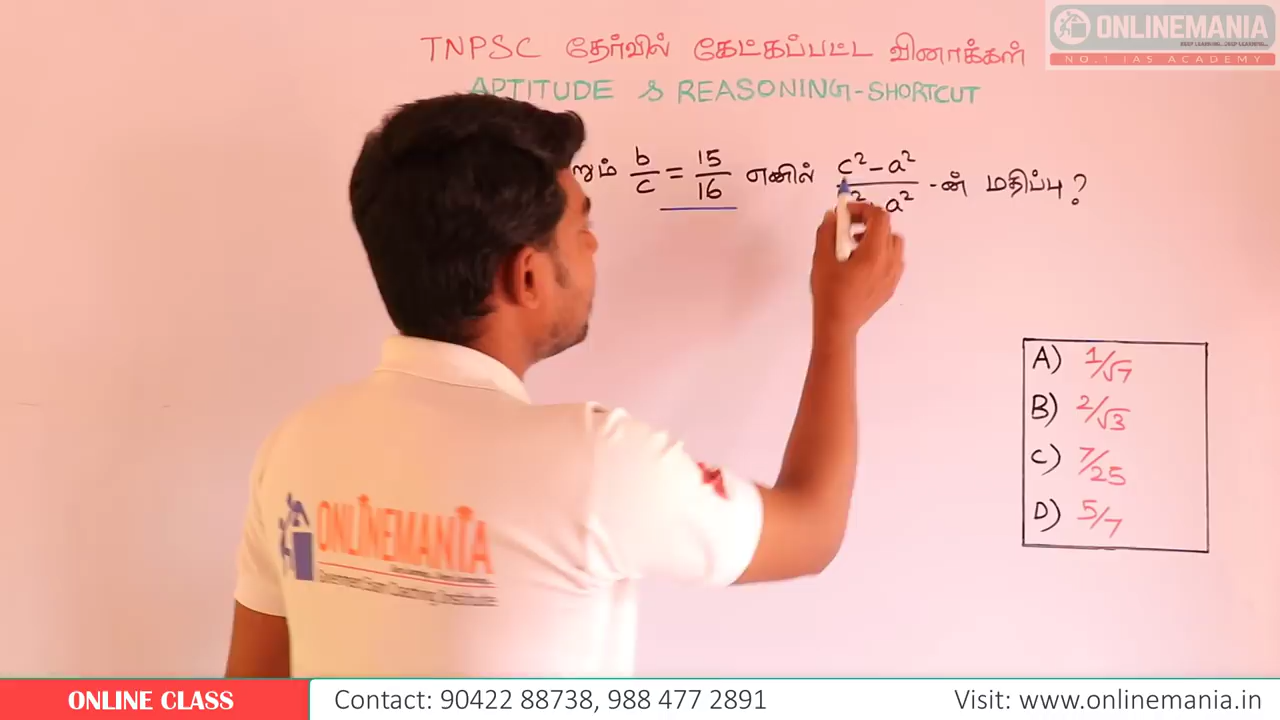 ONLINEMANIA
NO.1 IAS ACADEMY
TNPSC தேர்வில் கேட்கப்பட்ட வினாக்கள்
APTITUDE & REASONING-SHORTCUT
b/c = 15/16 எனில் c²-a² / ²-a² -ன் மதிப்பு?
A) 1/√7
B) 2/√3
C) 7/25
D) 5/7
ONLINEMANIA
ONLINE CLASS Contact: 90422 88738, 988 477 2891 Visit: www.onlinemania.in